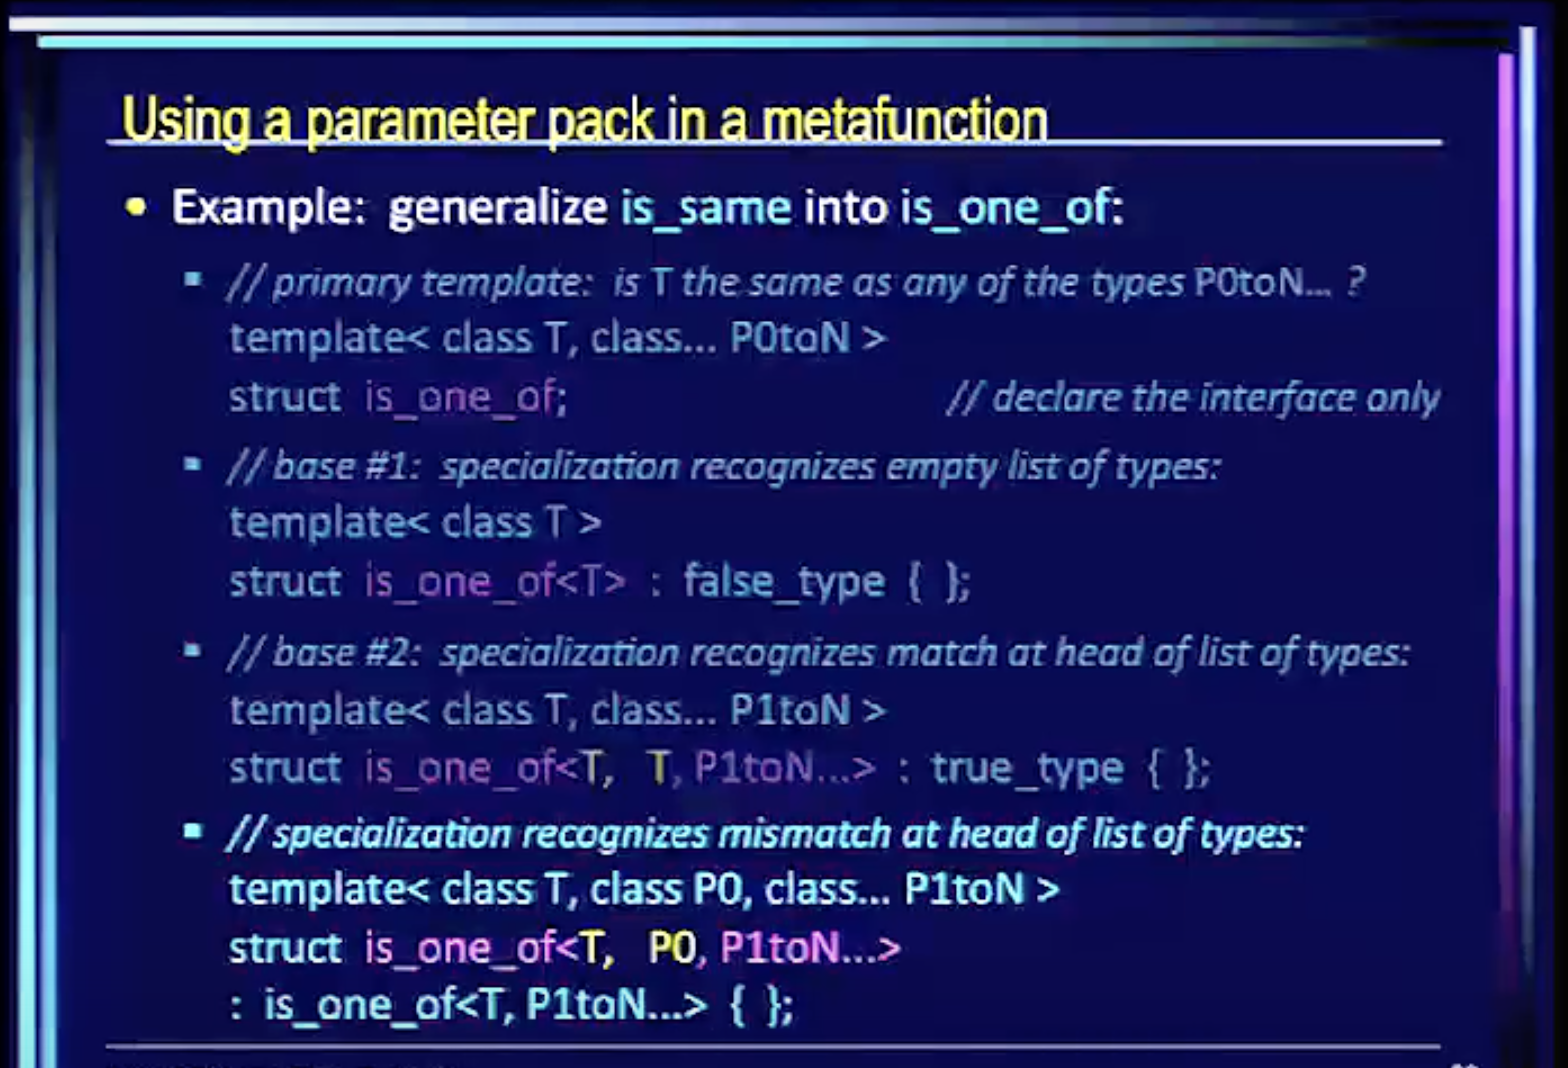 Using a parameter pack in a metafunction
• Example: generalize is_same into is_one_of:
▪ // primary template: is T the same as any of the types P0toN... ?
template< class T, class... P0toN >
struct is_one_of; // declare the interface only
▪ // base #1: specialization recognizes empty list of types:
template< class T >
struct is_one_of<T> : false_type { };
▪ // base #2: specialization recognizes match at head of list of types:
template< class T, class... P1toN >
struct is_one_of<T, T, P1toN...> : true_type { };
▪ // specialization recognizes mismatch at head of list of types:
template< class T, class P0, class... P1toN >
struct is_one_of<T, P0, P1toN...>
: is_one_of<T, P1toN...> { };